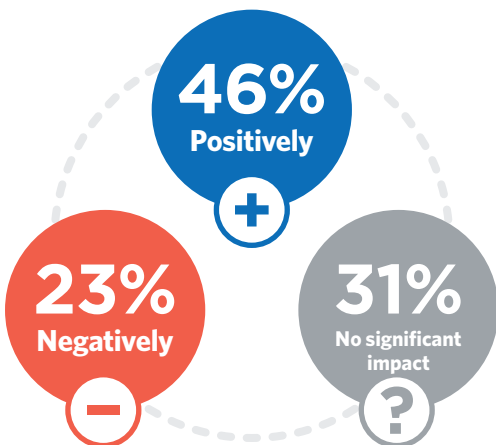 46%
Positively
+
23%
Negatively
−
31%
No significant
impact
?